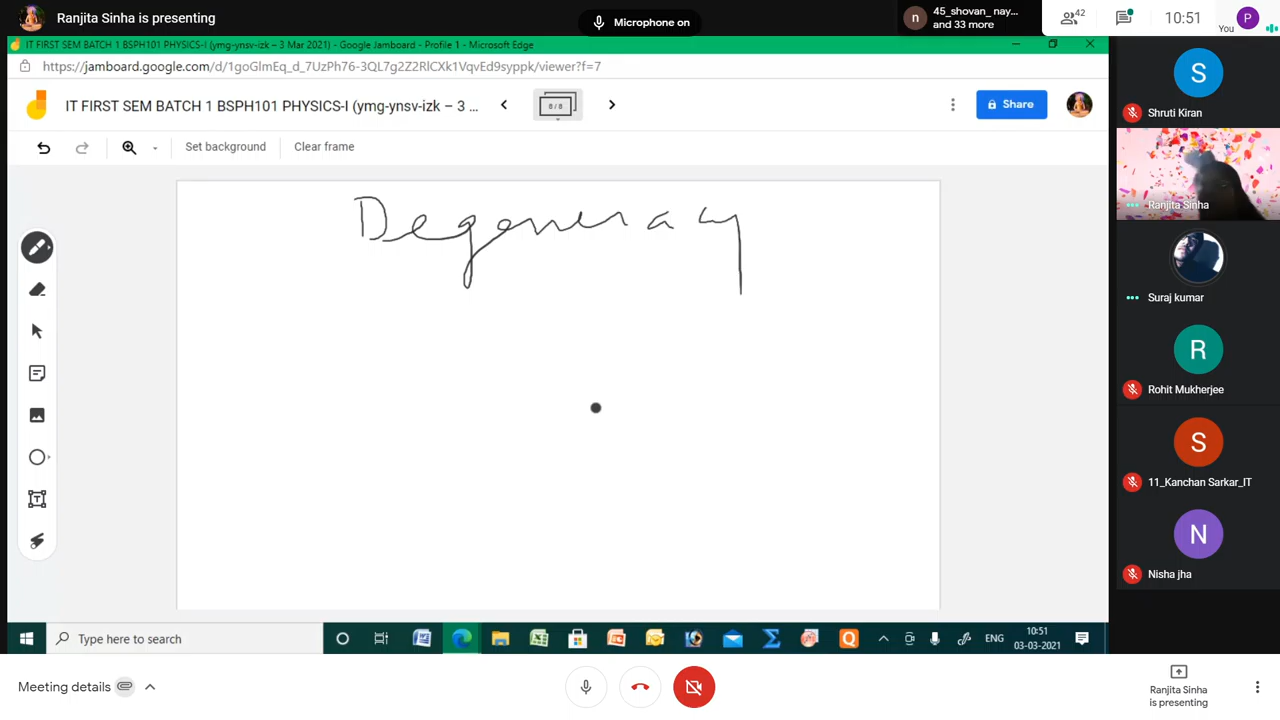 Ranjita Sinha is presenting
Microphone on
n
45_shovan_ nay...
and 33 more
42
10:51
You
P
IT FIRST SEM BATCH 1 BSPH101 PHYSICS-I (ymg-ynsv-izk – 3 Mar 2021) - Google Jamboard - Profile 1 - Microsoft Edge
https://jamboard.google.com/d/1goGlmEq_d_7UzPh76-3QL7g2Z2RlCXk1VqvEd9syppk/viewer?f=7
IT FIRST SEM BATCH 1 BSPH101 PHYSICS-I (ymg-ynsv-izk – 3 ...
8 / 8
Share
Set background
Clear frame
Degeneracy
S
Shruti Kiran
Ranjita Sinha
Suraj kumar
R
Rohit Mukherjee
S
11_Kanchan Sarkar_IT
N
Nisha jha
Type here to search
ENG
10:51
03-03-2021
Meeting details
Ranjita Sinha
is presenting